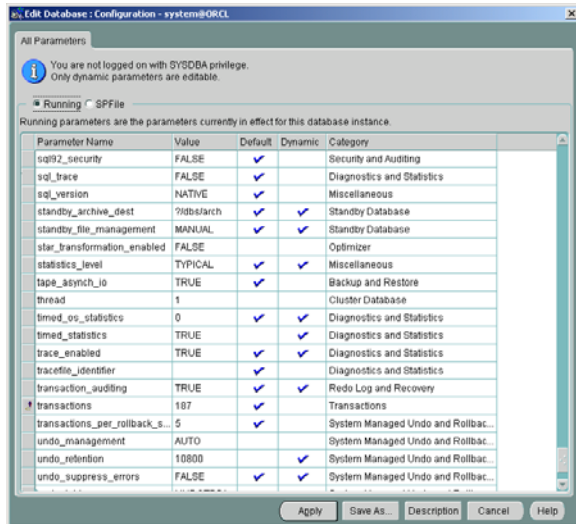 Edit Database : Configuration - system@ORCL
All Parameters
You are not logged on with SYSDBA privilege.
Only dynamic parameters are editable.
Running SPFile
Running parameters are the parameters currently in effect for this database instance.
Parameter Name Value Default Dynamic Category
sql92_security FALSE Security and Auditing
sql_trace FALSE Diagnostics and Statistics
sql_version NATIVE Miscellaneous
standby_archive_dest ?/dbs/arch Standby Database
standby_file_management MANUAL Standby Database
star_transformation_enabled FALSE Optimizer
statistics_level TYPICAL Miscellaneous
tape_asynch_io TRUE Backup and Restore
thread 1 Cluster Database
timed_os_statistics 0 Diagnostics and Statistics
timed_statistics TRUE Diagnostics and Statistics
trace_enabled TRUE Diagnostics and Statistics
tracefile_identifier Diagnostics and Statistics
transaction_auditing TRUE Redo Log and Recovery
transactions 187 Transactions
transactions_per_rollback_s... 5 System Managed Undo and Rollbac...
undo_management AUTO System Managed Undo and Rollbac...
undo_retention 10800 System Managed Undo and Rollbac...
undo_suppress_errors FALSE System Managed Undo and Rollbac...
Apply Save As... Description Cancel Help